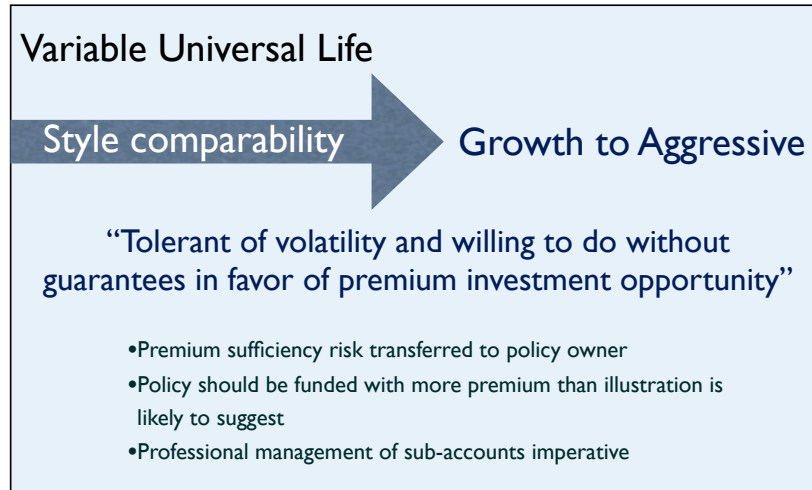 Variable Universal Life
Style comparability
Growth to Aggressive
“Tolerant of volatility and willing to do without
guarantees in favor of premium investment opportunity”
•Premium sufficiency risk transferred to policy owner
•Policy should be funded with more premium than illustration is
likely to suggest
•Professional management of sub-accounts imperative